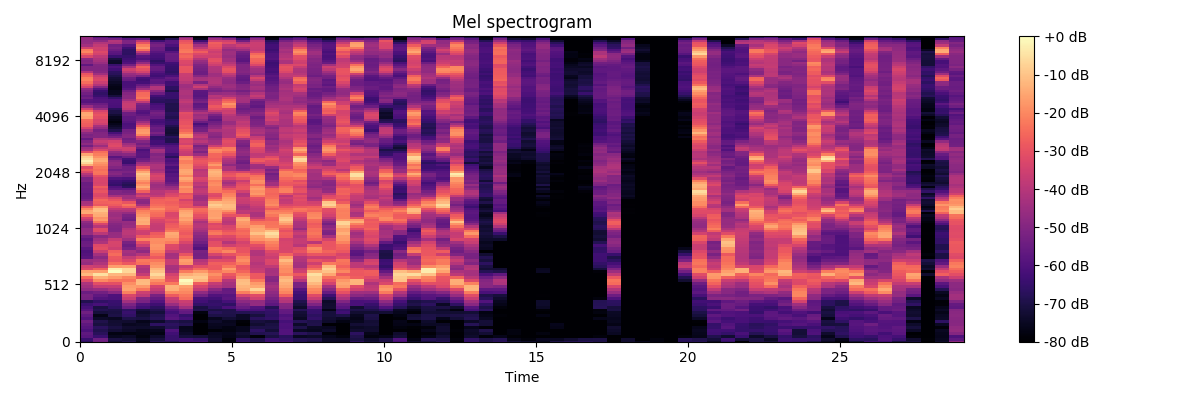 Mel spectrogram
+0 dB
8192
-10 dB
-20 dB
4096
-30 dB
Hz
2048
-40 dB
-50 dB
1024
-60 dB
512
-70 dB
0
-80 dB
0 5 10 15 20 25
Time